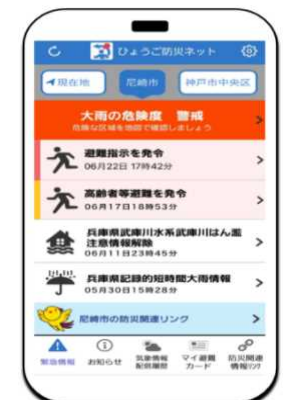 ひょうご防災ネット
現在地
尼崎市
神戸市中央区
大雨の危険度 警戒
危険な区域を地図で確認しましょう
避難指示を発令
06月22日 17時42分
高齢者等避難を発令
06月17日18時53分
兵庫県武庫川水系武庫川はん濫
注意情報解除
06月11日23時45分
兵庫県記録的短時間大雨情報
05月30日15時28分
尼崎市の防災関連リンク
緊急情報
お知らせ
気象情報
配信履歴
マイ避難
カード
防災関連
情報リンク